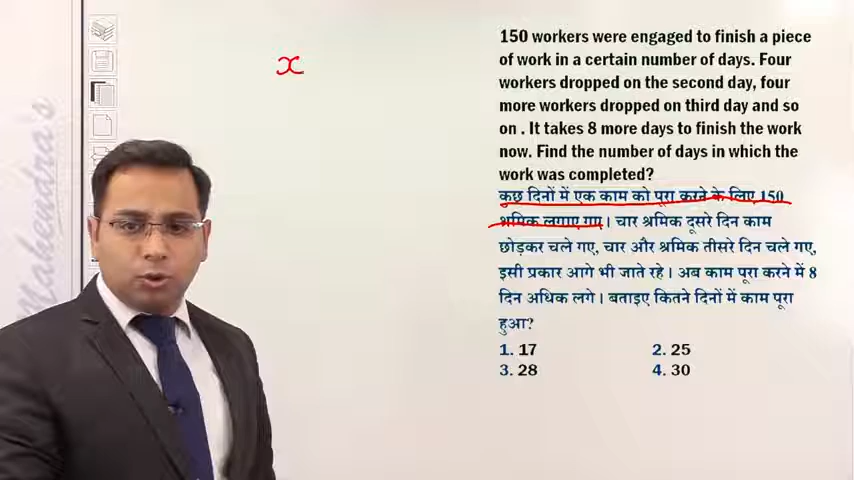 Mahendra's
x
150 workers were engaged to finish a piece
of work in a certain number of days. Four
workers dropped on the second day, four
more workers dropped on third day and so
on . It takes 8 more days to finish the work
now. Find the number of days in which the
work was completed?
कुछ दिनों में एक काम को पूरा करने के लिए 150
श्रमिक लगाए गए। चार श्रमिक दूसरे दिन काम
छोड़कर चले गए, चार और श्रमिक तीसरे दिन चले गए,
इसी प्रकार आगे भी जाते रहे। अब काम पूरा करने में 8
दिन अधिक लगे। बताइए कितने दिनों में काम पूरा
हुआ?
1. 17 2. 25
3. 28 4. 30